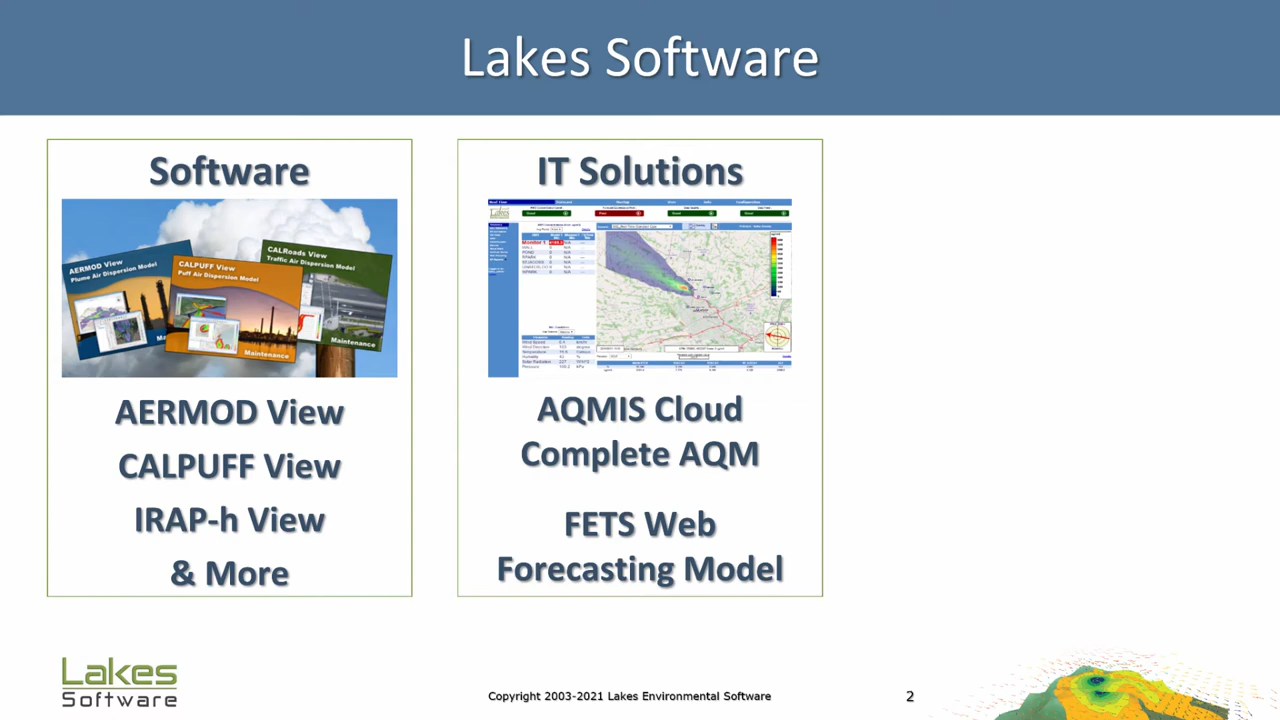 Lakes Software
Software
AERMOD View
Plume Air Dispersion Model
CALPUFF View
Puff Air Dispersion Model
Maintenance
CALRoads View
Traffic Air Dispersion Model
Maintenance
AERMOD View
CALPUFF View
IRAP-h View
& More
IT Solutions
Monitor 1
AQMIS Cloud
Complete AQM
FETS Web
Forecasting Model
Lakes
Software
Copyright 2003-2021 Lakes Environmental Software
2